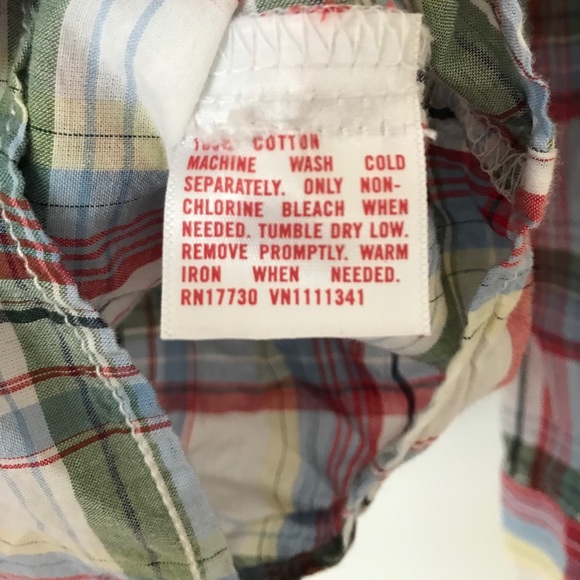 100% COTTON
MACHINE WASH COLD
SEPARATELY. ONLY NON-
CHLORINE BLEACH WHEN
NEEDED. TUMBLE DRY LOW.
REMOVE PROMPTLY. WARM
IRON WHEN NEEDED.
RN17730 VN1111341